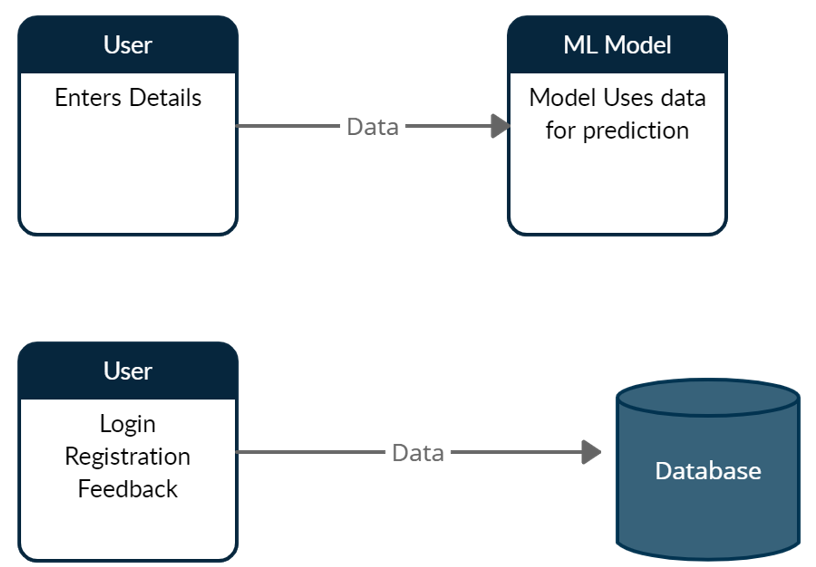 User
Enters Details
Data
ML Model
Model Uses data
for prediction
User
Login
Registration
Feedback
Data
Database